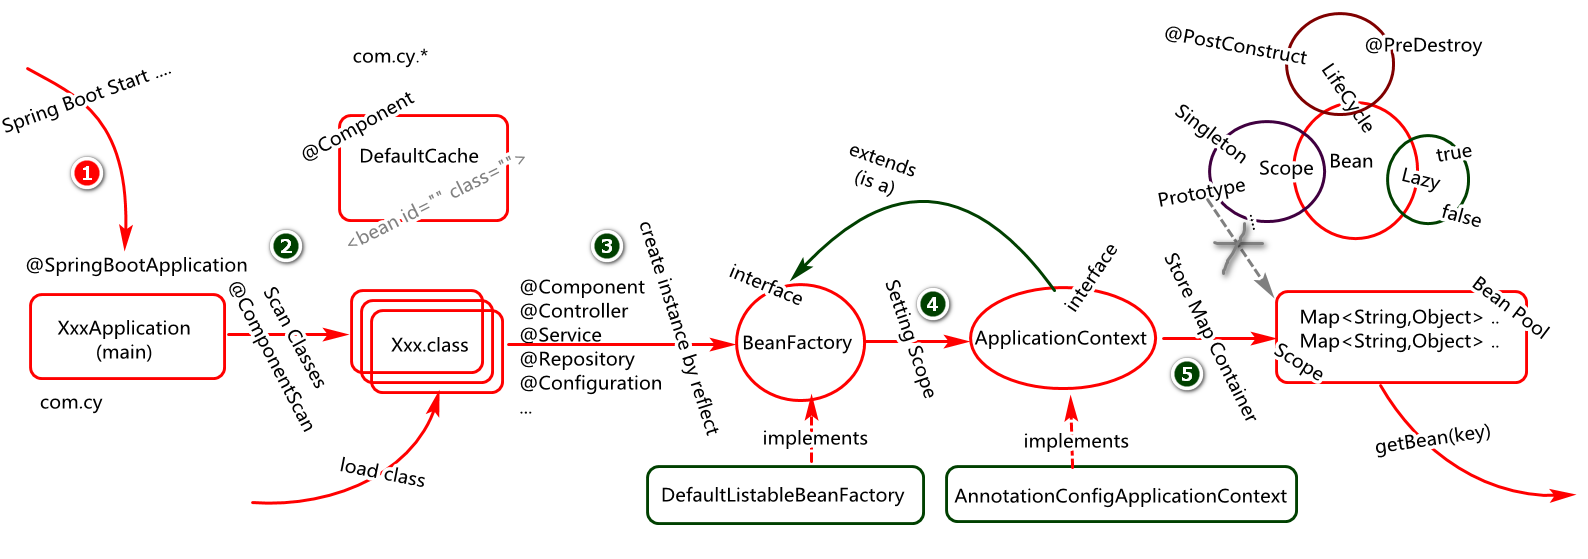 Spring Boot Start ....
1
@SpringBootApplication
XxxApplication
(main)
com.cy
com.cy.*
@Component
DefaultCache
<bean id="" class="">
2
Scan Classes
@ComponentScan
Xxx.class
load class
3
@Component
@Controller
@Service
@Repository
@Configuration
...
create instance by reflect
extends
(is a)
interface
BeanFactory
implements
DefaultListableBeanFactory
4
Setting Scope
interface
ApplicationContext
implements
AnnotationConfigApplicationContext
5
Store Map Container
@PostConstruct
@PreDestroy
LifeCycle
Singleton
Scope
Bean
Prototype
...
true
Lazy
false
Bean Pool
Map<String,Object> ..
Map<String,Object> ..
Scope
getBean(key)